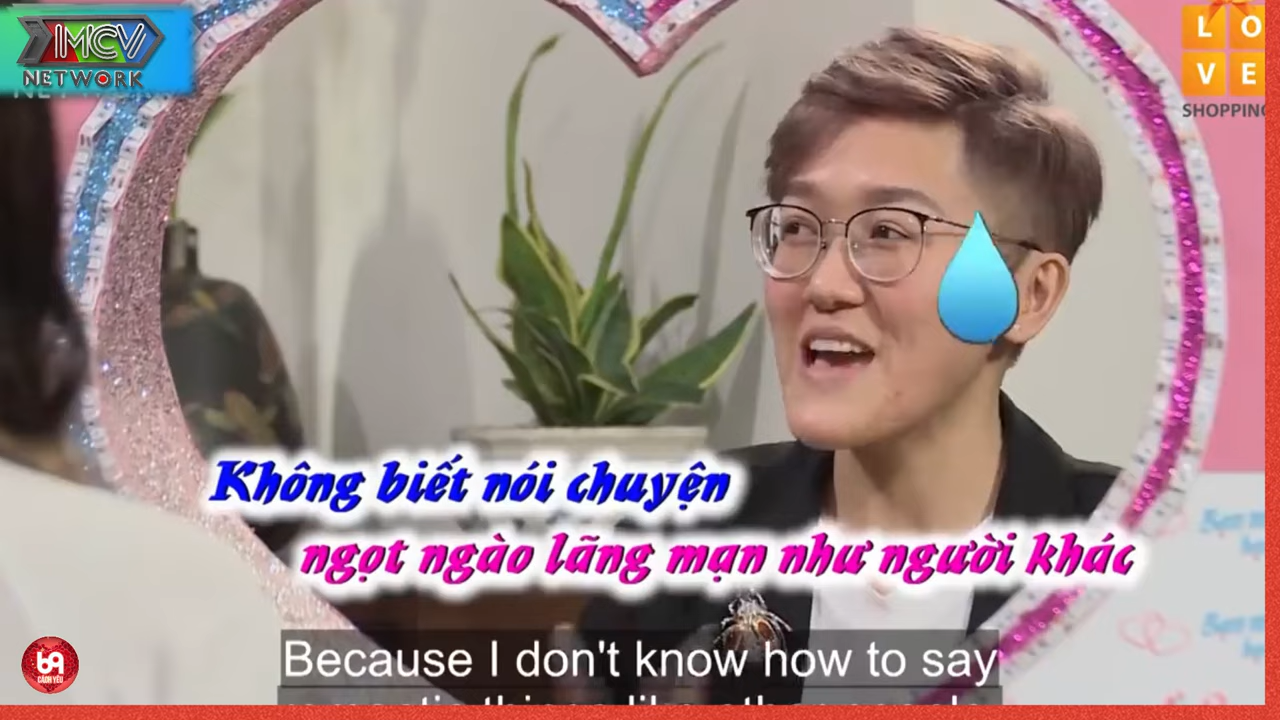 MCV
NETWORK
L O
V E
SHOPPING
Không biết nói chuyện
ngọt ngào lãng mạn như người khác
Because I don't know how to say